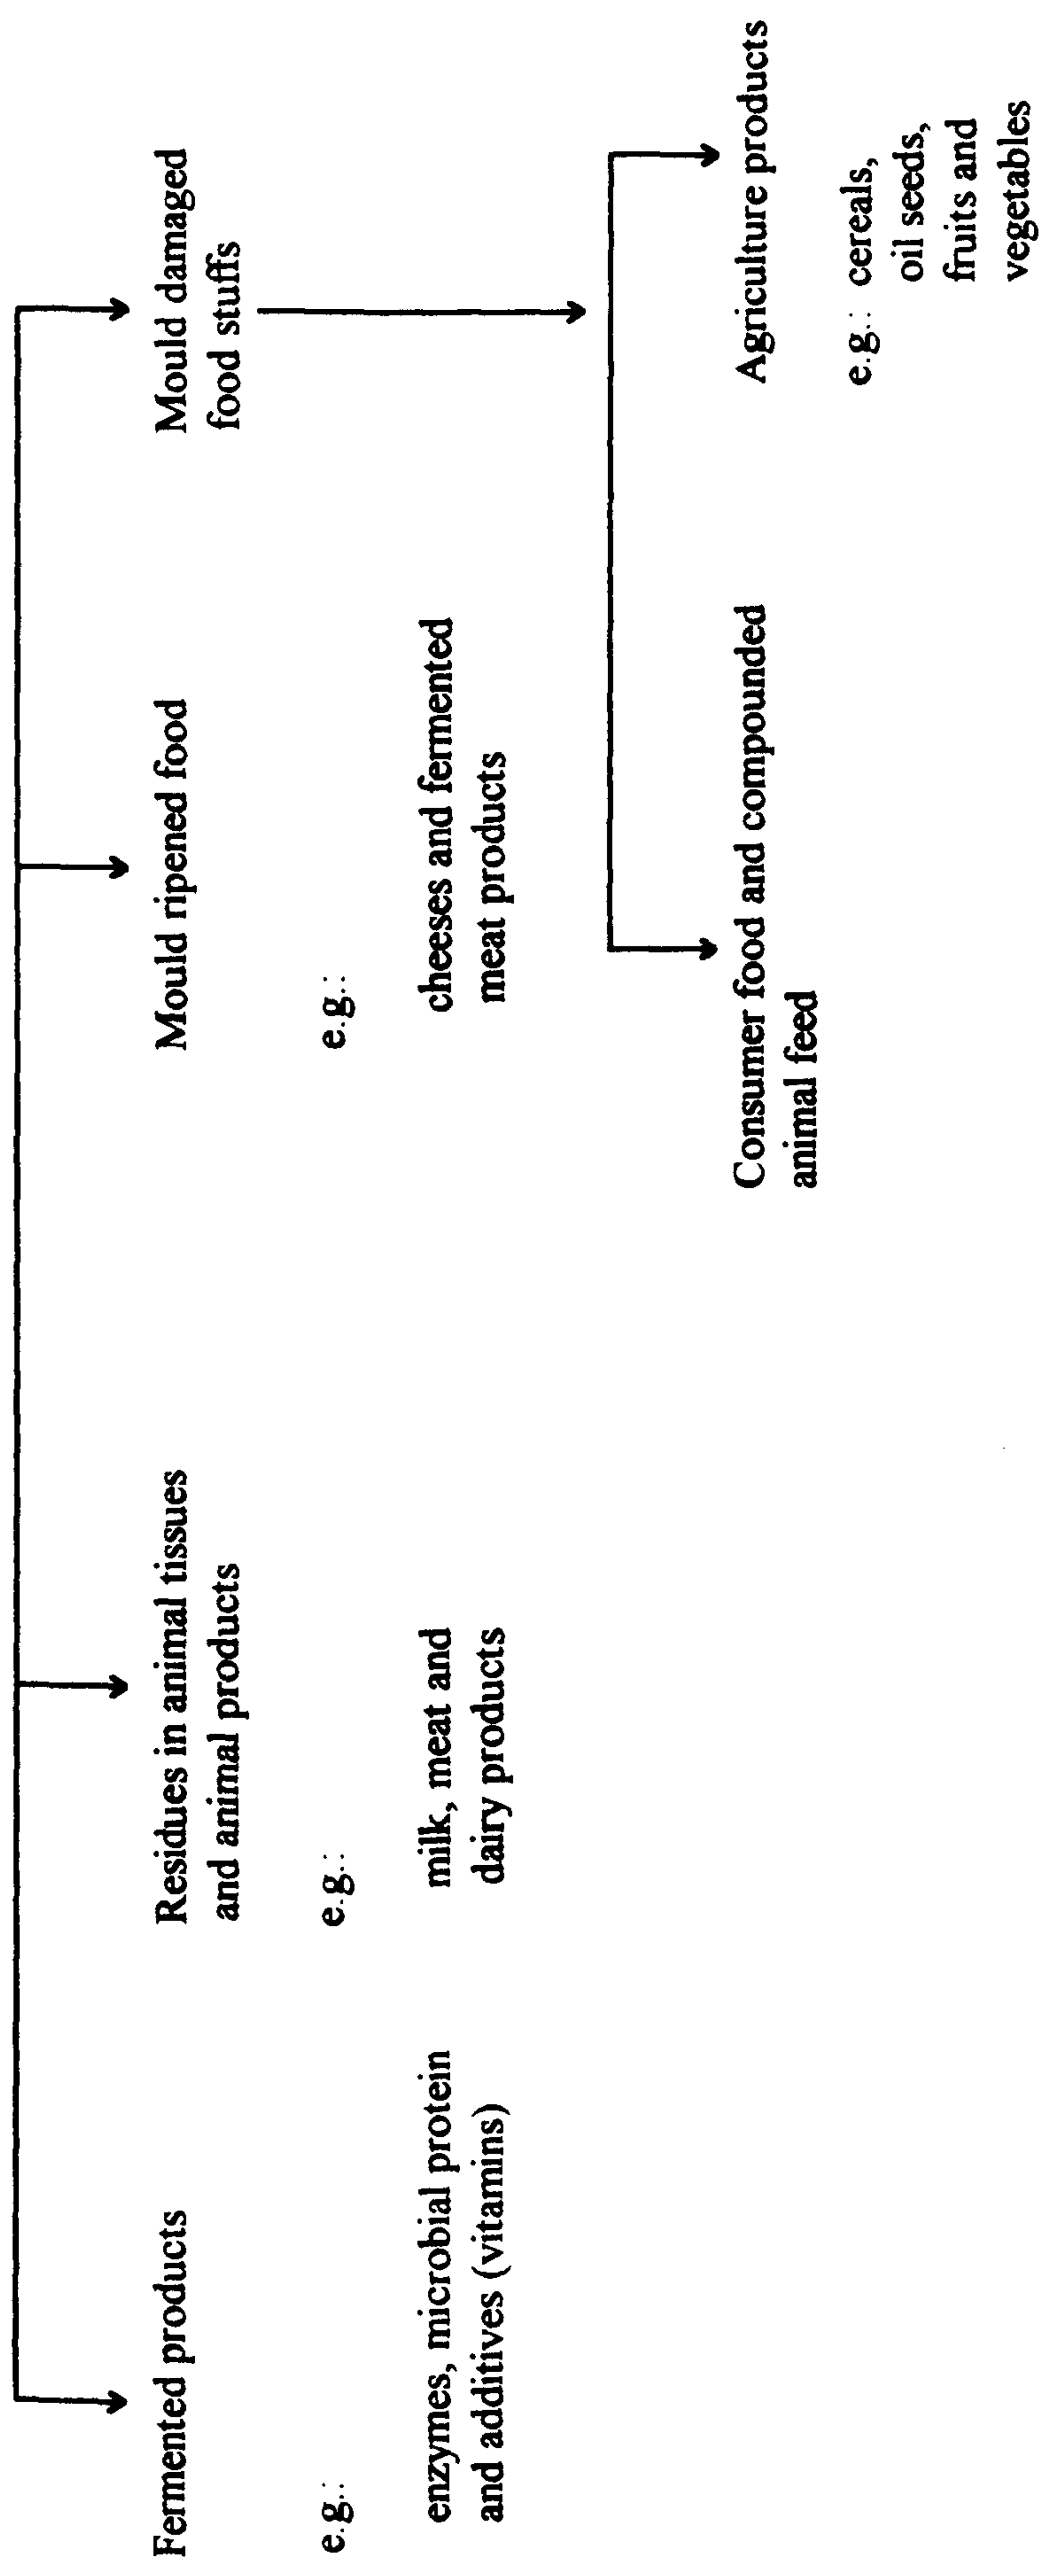 Fermented products
e.g.:
enzymes, microbial protein
and additives (vitamins)
Residues in animal tissues
and animal products
e.g.:
milk, meat and
dairy products
Mould ripened food
e.g.:
cheeses and fermented
meat products
Mould damaged
food stuffs
Consumer food and compounded
animal feed
Agriculture products
e.g.: cereals,
oil seeds,
fruits and
vegetables